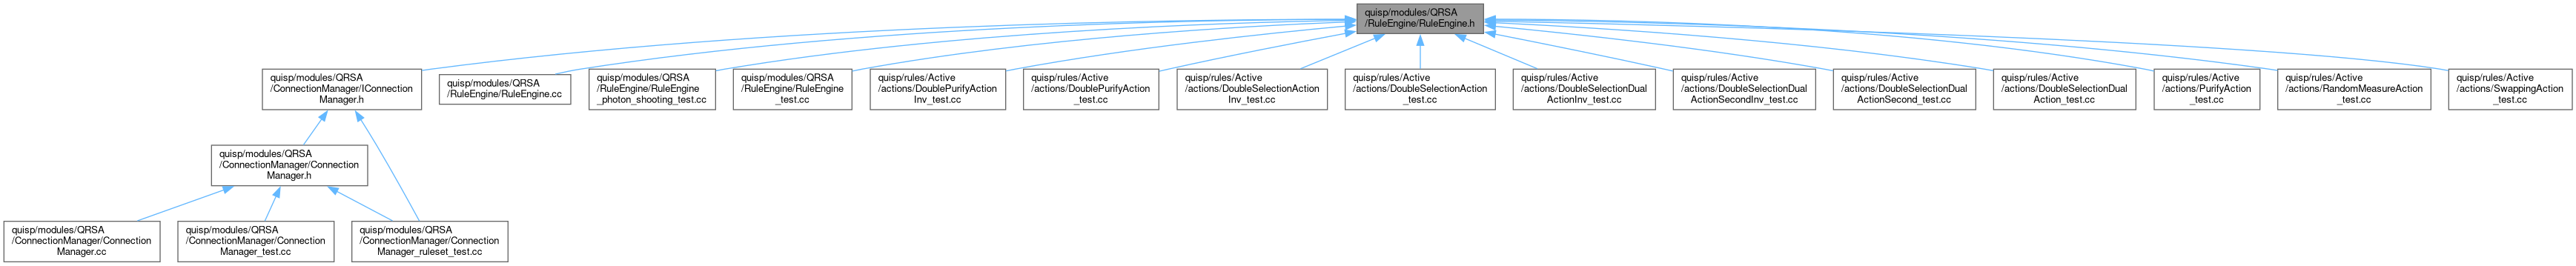 quisp/modules/QRSA
/RuleEngine/RuleEngine.h
quisp/modules/QRSA
/ConnectionManager/IConnection
Manager.h
quisp/modules/QRSA
/RuleEngine/RuleEngine.cc
quisp/modules/QRSA
/RuleEngine/RuleEngine
_photon_shooting_test.cc
quisp/modules/QRSA
/RuleEngine/RuleEngine
_test.cc
quisp/rules/Active
/actions/DoublePurifyAction
Inv_test.cc
quisp/rules/Active
/actions/DoublePurifyAction
_test.cc
quisp/rules/Active
/actions/DoubleSelectionAction
Inv_test.cc
quisp/rules/Active
/actions/DoubleSelectionAction
_test.cc
quisp/rules/Active
/actions/DoubleSelectionDual
ActionInv_test.cc
quisp/rules/Active
/actions/DoubleSelectionDual
ActionSecondInv_test.cc
quisp/rules/Active
/actions/DoubleSelectionDual
ActionSecond_test.cc
quisp/rules/Active
/actions/DoubleSelectionDual
Action_test.cc
quisp/rules/Active
/actions/PurifyAction
_test.cc
quisp/rules/Active
/actions/RandomMeasureAction
_test.cc
quisp/rules/Active
/actions/SwappingAction
_test.cc
quisp/modules/QRSA
/ConnectionManager/Connection
Manager.h
quisp/modules/QRSA
/ConnectionManager/Connection
Manager.cc
quisp/modules/QRSA
/ConnectionManager/Connection
Manager_test.cc
quisp/modules/QRSA
/ConnectionManager/Connection
Manager_ruleset_test.cc